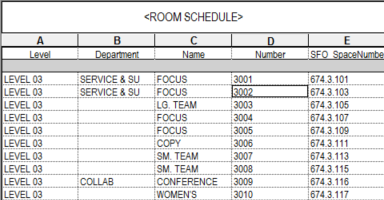 <ROOM SCHEDULE>
A B C D E
Level Department Name Number SFO_SpaceNumbe
LEVEL 03 SERVICE & SU FOCUS 3001 674.3.101
LEVEL 03 SERVICE & SU FOCUS 3002 674.3.103
LEVEL 03 LG. TEAM 3003 674.3.105
LEVEL 03 FOCUS 3004 674.3.107
LEVEL 03 FOCUS 3005 674.3.109
LEVEL 03 COPY 3006 674.3.111
LEVEL 03 SM. TEAM 3007 674.3.113
LEVEL 03 SM. TEAM 3008 674.3.115
LEVEL 03 COLLAB CONFERENCE 3009 674.3.116
LEVEL 03 WOMEN'S 3010 674.3.117